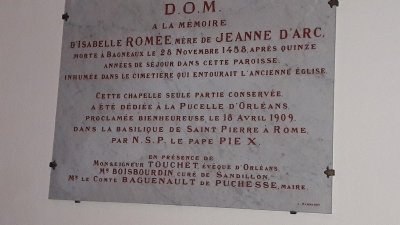 D.O.M.
A LA MÉMOIRE
D'ISABELLE ROMÉE MÈRE DE JEANNE D'ARC,
MORTE A BAGNEAUX LE 28 NOVEMBRE 1458, APRÈS QUINZE
ANNÉES DE SÉJOUR DANS CETTE PAROISSE.
INHUMÉE DANS LE CIMETIÈRE QUI ENTOURAIT L'ANCIENNE ÉGLISE.
CETTE CHAPELLE SEULE PARTIE CONSERVÉE,
A ÉTÉ DÉDIÉE À LA PUCELLE D'ORLÉANS,
PROCLAMÉE BIENHEUREUSE LE 18 AVRIL 1909,
DANS LA BASILIQUE DE SAINT PIERRE À ROME,
PAR N.S.P. LE PAPE PIE X.
EN PRÉSENCE DE
MONSEIGNEUR TOUCHET, ÉVÊQUE D'ORLÉANS,
MR BOISBOURDIN CURÉ DE SANDILLON,
MR LE COMTE BAGUENAULT DE PUCHESSE, MAIRE.